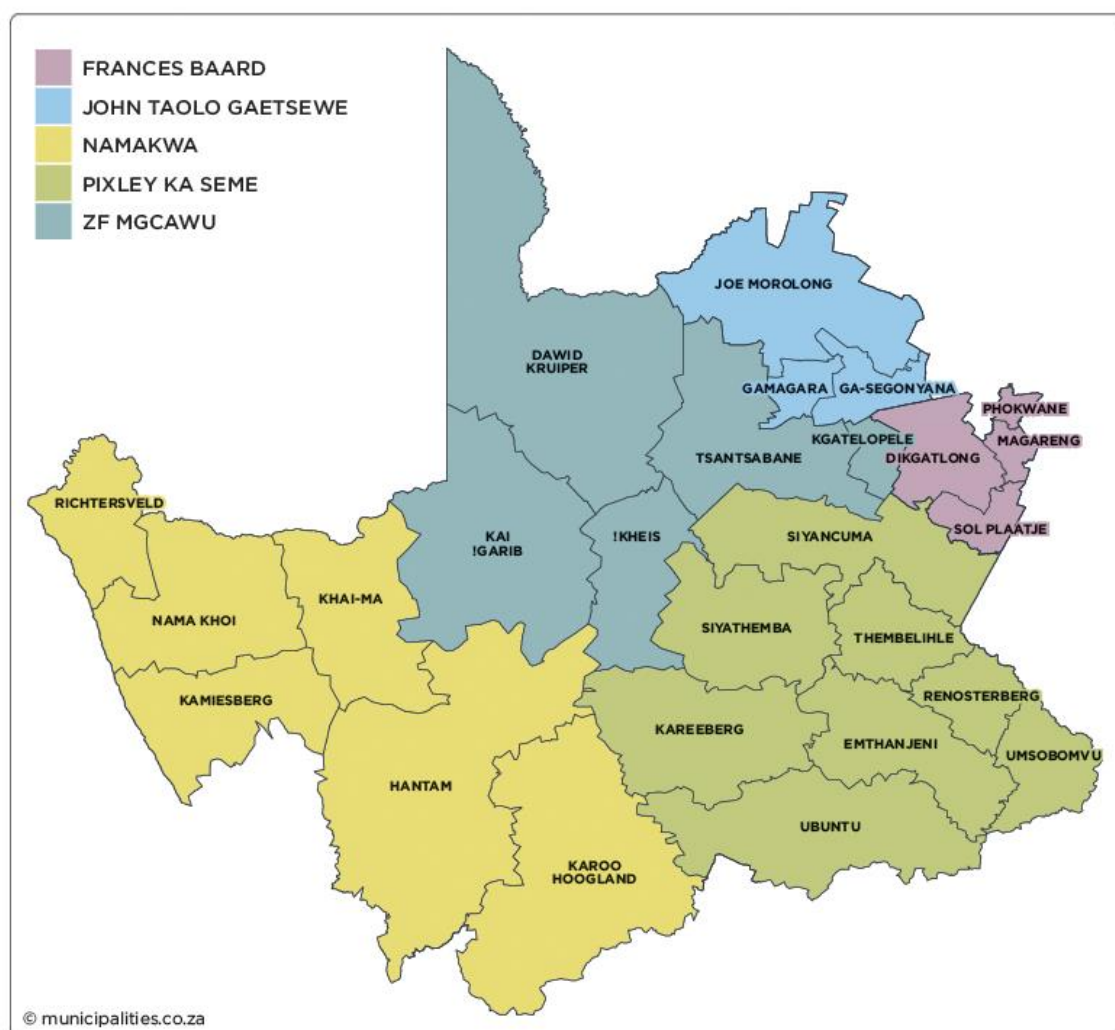 FRANCES BAARD
JOHN TAOLO GAETSEWE
NAMAKWA
PIXLEY KA SEME
ZF MGCAWU
JOE MOROLONG
DAWID
KRUIPER
GAMAGARA
GA-SEGONYANA
PHOKWANE
MAGARENG
KGATELOPELE
DIKGATLONG
TSANTSABANE
RICHTERSVELD
SOL PLAATJE
KAI
!GARIB
!KHEIS
SIYANCUMA
KHAI-MA
NAMA KHOI
SIYATHEMBA
THEMBELIHLE
KAMIESBERG
RENOSTERBERG
KAREEBERG
EMTHANJENI
UMSOBOMVU
HANTAM
UBUNTU
KAROO
HOOGLAND
© municipalities.co.za